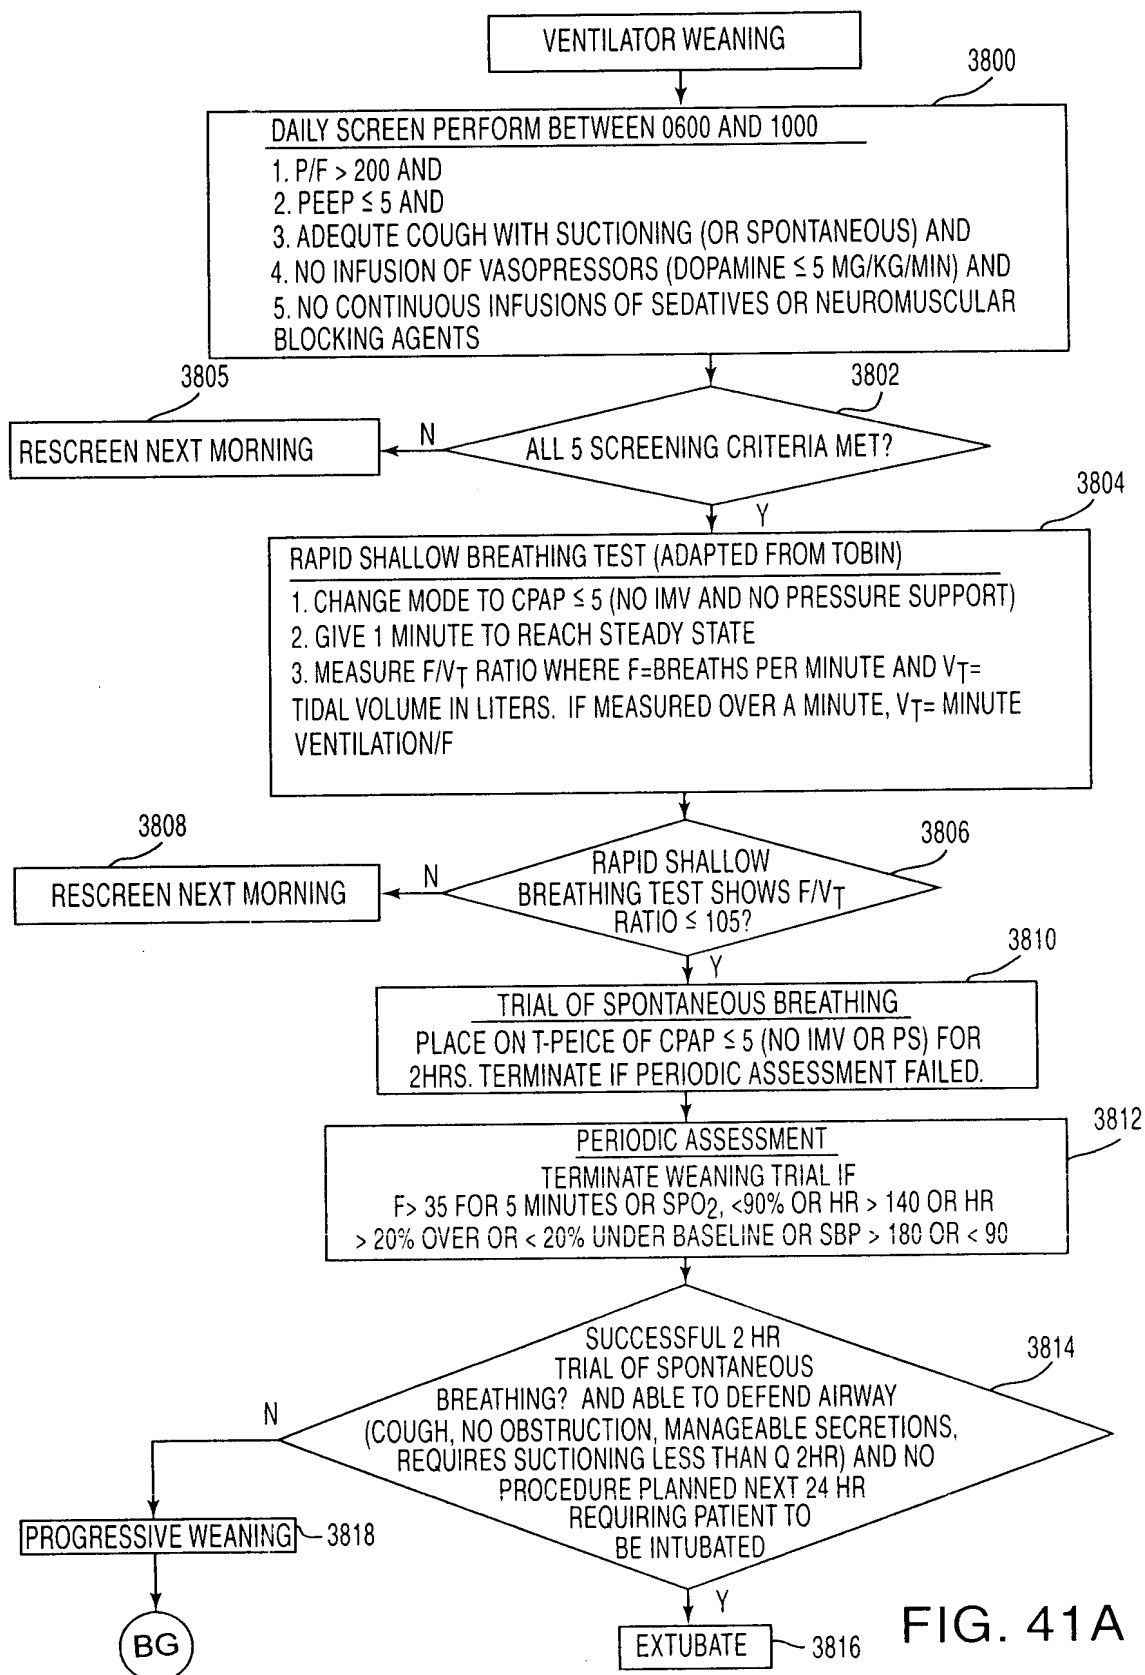 VENTILATOR WEANING
3800
DAILY SCREEN PERFORM BETWEEN 0600 AND 1000
1. P/F > 200 AND
2. PEEP ≤ 5 AND
3. ADEQUTE COUGH WITH SUCTIONING (OR SPONTANEOUS) AND
4. NO INFUSION OF VASOPRESSORS (DOPAMINE ≤ 5 MG/KG/MIN) AND
5. NO CONTINUOUS INFUSIONS OF SEDATIVES OR NEUROMUSCULAR
BLOCKING AGENTS
3805
3802
RESCREEN NEXT MORNING
N
ALL 5 SCREENING CRITERIA MET?
Y
3804
RAPID SHALLOW BREATHING TEST (ADAPTED FROM TOBIN)
1. CHANGE MODE TO CPAP ≤ 5 (NO IMV AND NO PRESSURE SUPPORT)
2. GIVE 1 MINUTE TO REACH STEADY STATE
3. MEASURE F/VT RATIO WHERE F=BREATHS PER MINUTE AND VT=
TIDAL VOLUME IN LITERS. IF MEASURED OVER A MINUTE, VT= MINUTE
VENTILATION/F
3808
3806
RESCREEN NEXT MORNING
N
RAPID SHALLOW
BREATHING TEST SHOWS F/VT
RATIO ≤ 105?
Y
3810
TRIAL OF SPONTANEOUS BREATHING
PLACE ON T-PEICE OF CPAP ≤ 5 (NO IMV OR PS) FOR
2HRS. TERMINATE IF PERIODIC ASSESSMENT FAILED.
3812
PERIODIC ASSESSMENT
TERMINATE WEANING TRIAL IF
F> 35 FOR 5 MINUTES OR SPO2, <90% OR HR > 140 OR HR
> 20% OVER OR < 20% UNDER BASELINE OR SBP > 180 OR < 90
3814
SUCCESSFUL 2 HR
TRIAL OF SPONTANEOUS
BREATHING? AND ABLE TO DEFEND AIRWAY
(COUGH, NO OBSTRUCTION, MANAGEABLE SECRETIONS,
REQUIRES SUCTIONING LESS THAN Q 2HR) AND NO
PROCEDURE PLANNED NEXT 24 HR
REQUIRING PATIENT TO
BE INTUBATED
N
PROGRESSIVE WEANING
3818
BG
Y
EXTUBATE
3816
FIG. 41A